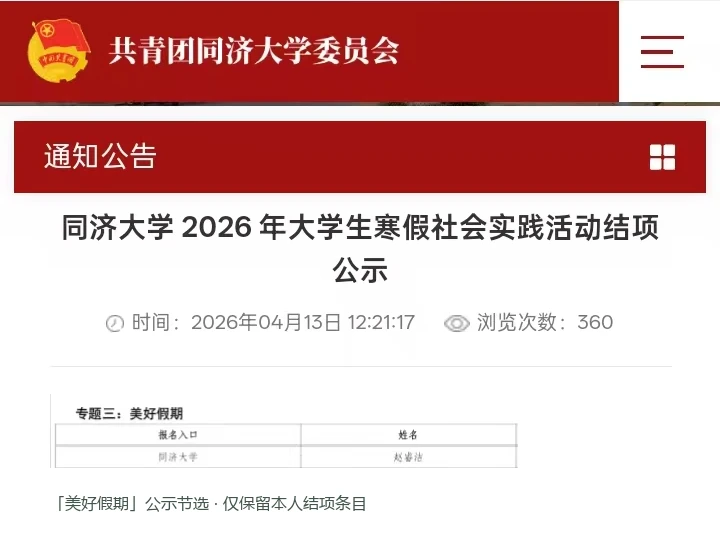 共青团同济大学委员会
通知公告
同济大学 2026 年大学生寒假社会实践活动结项
公示
时间：2026年04月13日 12:21:17 浏览次数：360
专题三：美好假期
报名入口 姓名
同济大学 赵睿洁
「美好假期」公示节选 · 仅保留本人结项条目